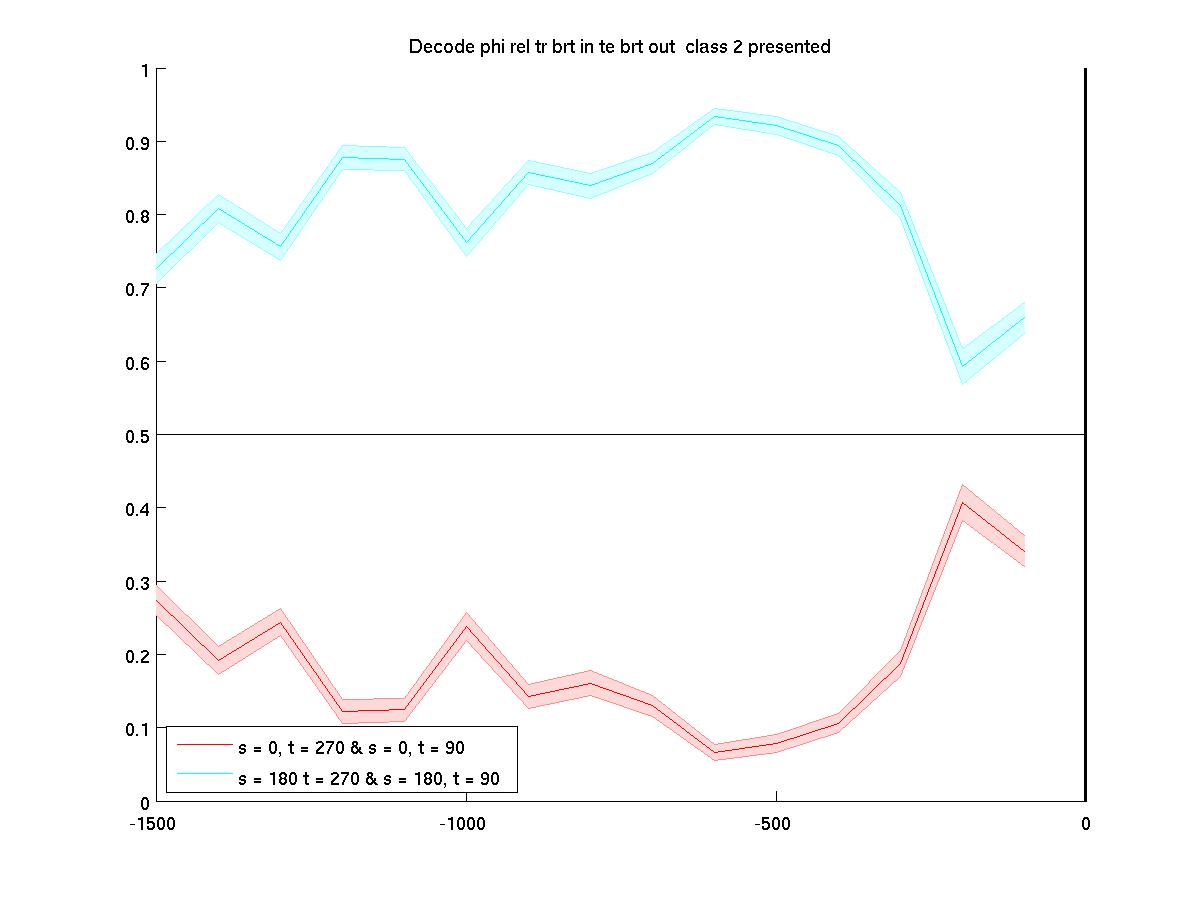 Decode phi rel tr brt in te brt out  class 2 presented
1
0.9
0.8
0.7
0.6
0.5
0.4
0.3
0.2
0.1
0
s = 0, t = 270 & s = 0, t = 90
s = 180 t = 270 & s = 180, t = 90
-1500 -1000 -500 0